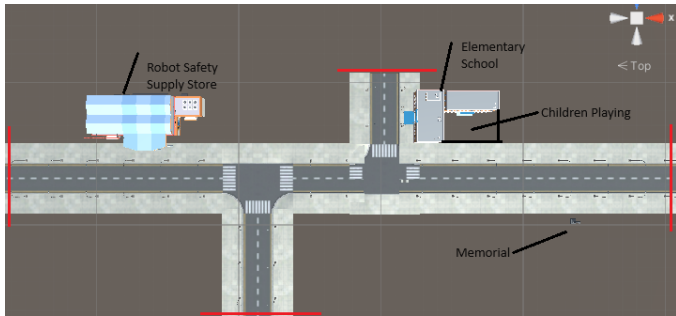 x
< Top
Elementary
School
Robot Safety
Supply Store
Children Playing
Memorial